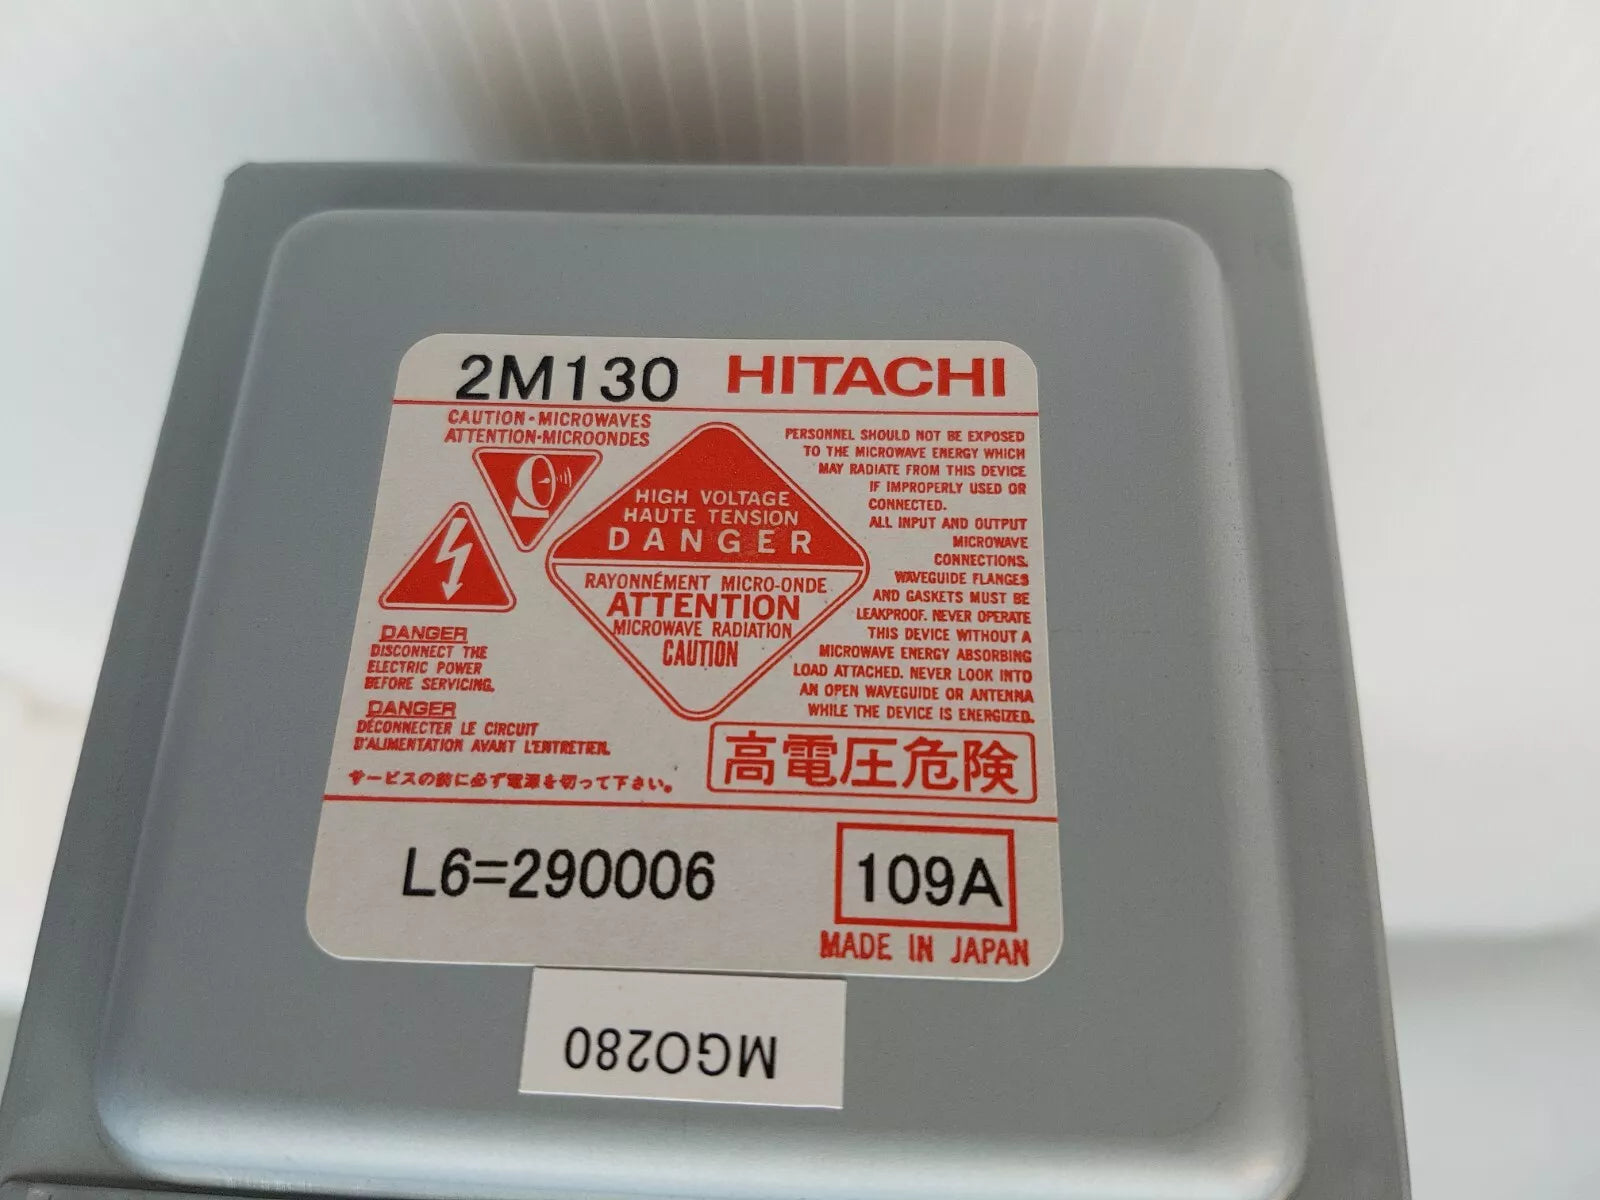 2M130 HITACHI
CAUTION・MICROWAVES
ATTENTION・MICROONDES
HIGH VOLTAGE
HAUTE TENSION
DANGER
RAYONNÉMENT MICRO-ONDE
ATTENTION
MICROWAVE RADIATION
CAUTION
PERSONNEL SHOULD NOT BE EXPOSED
TO THE MICROWAVE ENERGY WHICH
MAY RADIATE FROM THIS DEVICE
IF IMPROPERLY USED OR
CONNECTED.
ALL INPUT AND OUTPUT
MICROWAVE
CONNECTIONS.
WAVEGUIDE FLANGES
AND GASKETS MUST BE
LEAKPROOF. NEVER OPERATE
THIS DEVICE WITHOUT A
MICROWAVE ENERGY ABSORBING
LOAD ATTACHED. NEVER LOOK INTO
AN OPEN WAVEGUIDE OR ANTENNA
WHILE THE DEVICE IS ENERGIZED.
DANGER
DISCONNECT THE
ELECTRIC POWER
BEFORE SERVICING.
DANGER
DÉCONNECTER LE CIRCUIT
D'ALIMENTATION AVANT L'ENTRETIEN.
サービスの前に必ず電源を切って下さい。
高電圧危険
L6=290006
109A
MADE IN JAPAN
MGO280